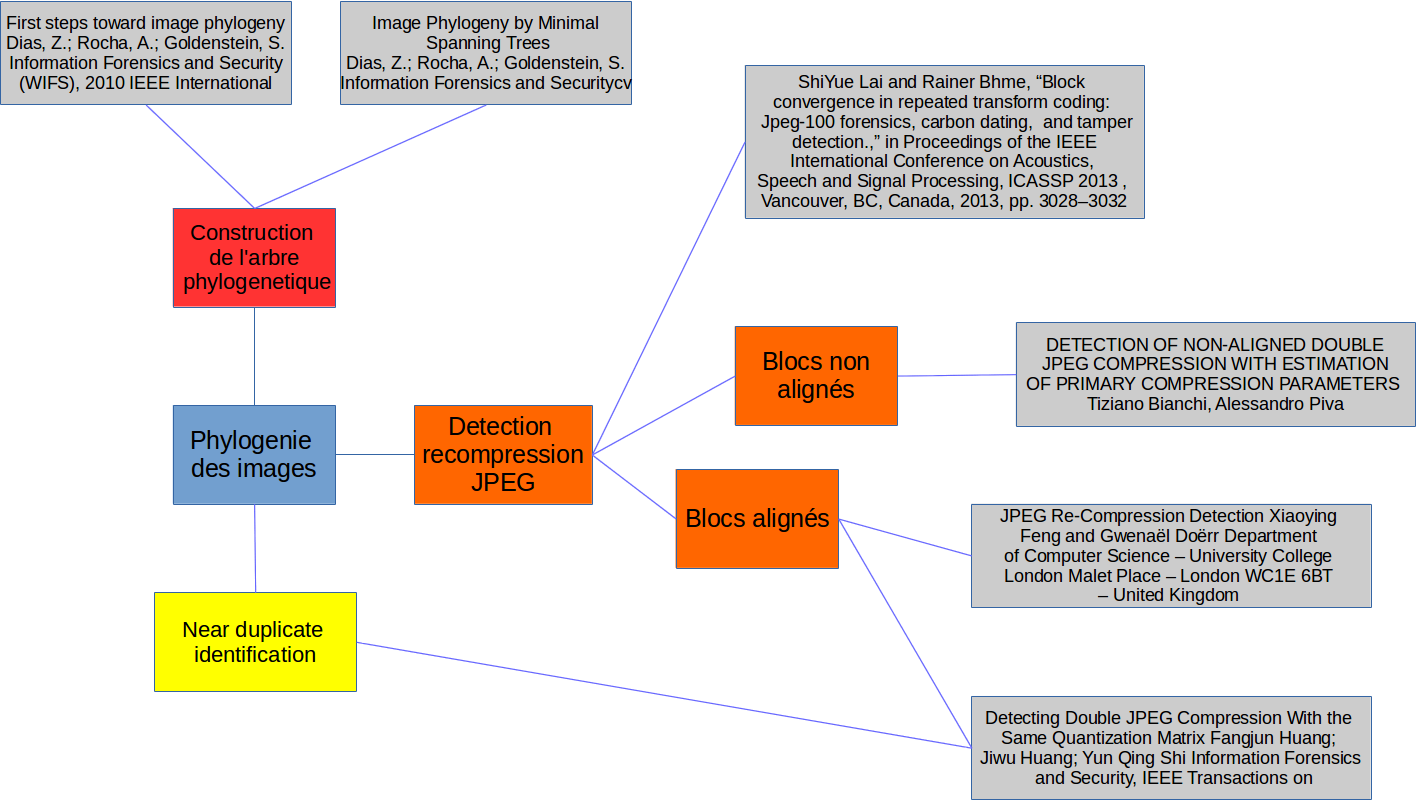 First steps toward image phylogeny
Dias, Z.; Rocha, A.; Goldenstein, S.
Information Forensics and Security
(WIFS), 2010 IEEE International
Image Phylogeny by Minimal
Spanning Trees
Dias, Z.; Rocha, A.; Goldenstein, S.
Information Forensics and Securitycv
ShiYue Lai and Rainer Bhme, “Block
convergence in repeated transform coding:
Jpeg-100 forensics, carbon dating, and tamper
detection.,” in Proceedings of the IEEE
International Conference on Acoustics,
Speech and Signal Processing, ICASSP 2013 ,
Vancouver, BC, Canada, 2013, pp. 3028–3032
Construction
de l'arbre
phylogenetique
Blocs non
alignés
DETECTION OF NON-ALIGNED DOUBLE
JPEG COMPRESSION WITH ESTIMATION
OF PRIMARY COMPRESSION PARAMETERS
Tiziano Bianchi, Alessandro Piva
Phylogenie
des images
Detection
recompression
JPEG
Blocs alignés
JPEG Re-Compression Detection Xiaoying
Feng and Gwenaël Doërr Department
of Computer Science – University College
London Malet Place – London WC1E 6BT
– United Kingdom
Near duplicate
identification
Detecting Double JPEG Compression With the
Same Quantization Matrix Fangjun Huang;
Jiwu Huang; Yun Qing Shi Information Forensics
and Security, IEEE Transactions on